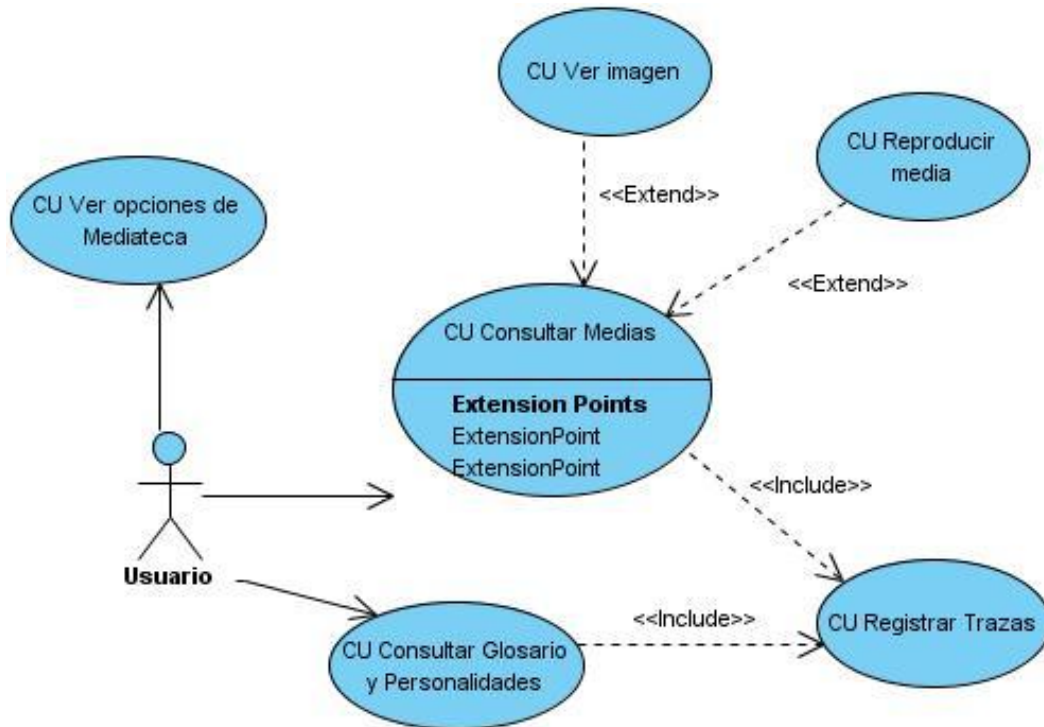 CU Ver imagen
CU Reproducir
media
<<Extend>>
CU Ver opciones de
Mediateca
<<Extend>>
CU Consultar Medias
Extension Points
ExtensionPoint
ExtensionPoint
<<Include>>
Usuario
<<Include>>
CU Registrar Trazas
CU Consultar Glosario
y Personalidades